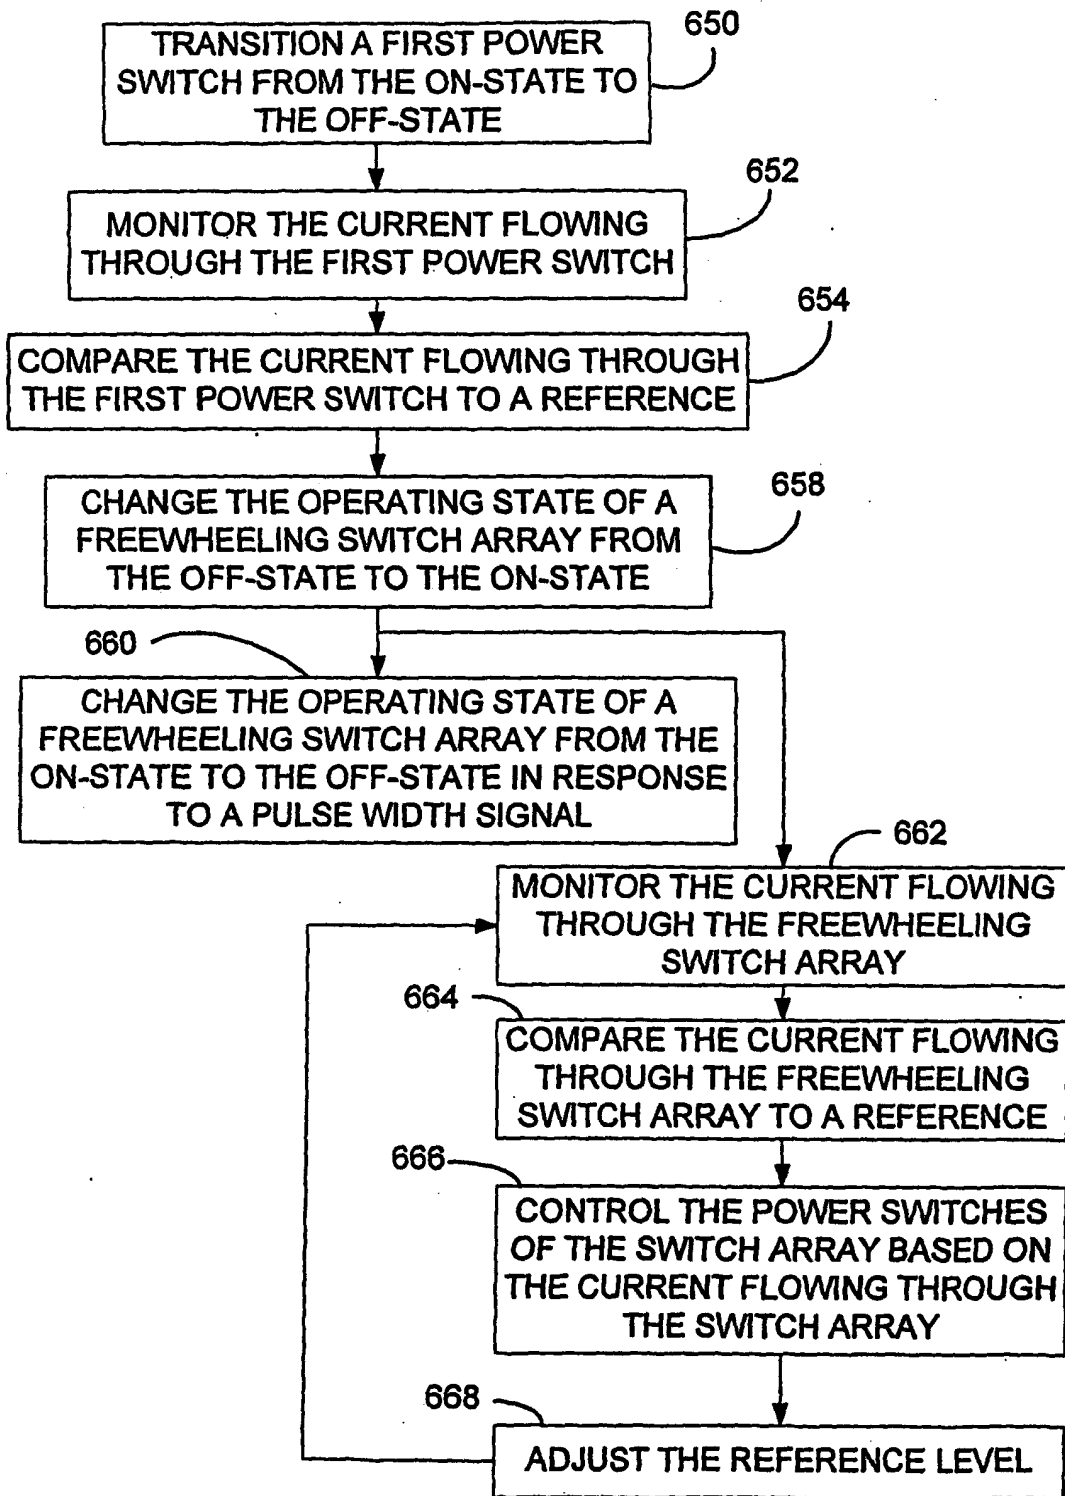 650
TRANSITION A FIRST POWER
SWITCH FROM THE ON-STATE TO
THE OFF-STATE
652
MONITOR THE CURRENT FLOWING
THROUGH THE FIRST POWER SWITCH
654
COMPARE THE CURRENT FLOWING THROUGH
THE FIRST POWER SWITCH TO A REFERENCE
658
CHANGE THE OPERATING STATE OF A
FREEWHEELING SWITCH ARRAY FROM
THE OFF-STATE TO THE ON-STATE
660
CHANGE THE OPERATING STATE OF A
FREEWHEELING SWITCH ARRAY FROM THE
ON-STATE TO THE OFF-STATE IN RESPONSE
TO A PULSE WIDTH SIGNAL
662
MONITOR THE CURRENT FLOWING
THROUGH THE FREEWHEELING
SWITCH ARRAY
664
COMPARE THE CURRENT FLOWING
THROUGH THE FREEWHEELING
SWITCH ARRAY TO A REFERENCE
666
CONTROL THE POWER SWITCHES
OF THE SWITCH ARRAY BASED ON
THE CURRENT FLOWING THROUGH
THE SWITCH ARRAY
668
ADJUST THE REFERENCE LEVEL